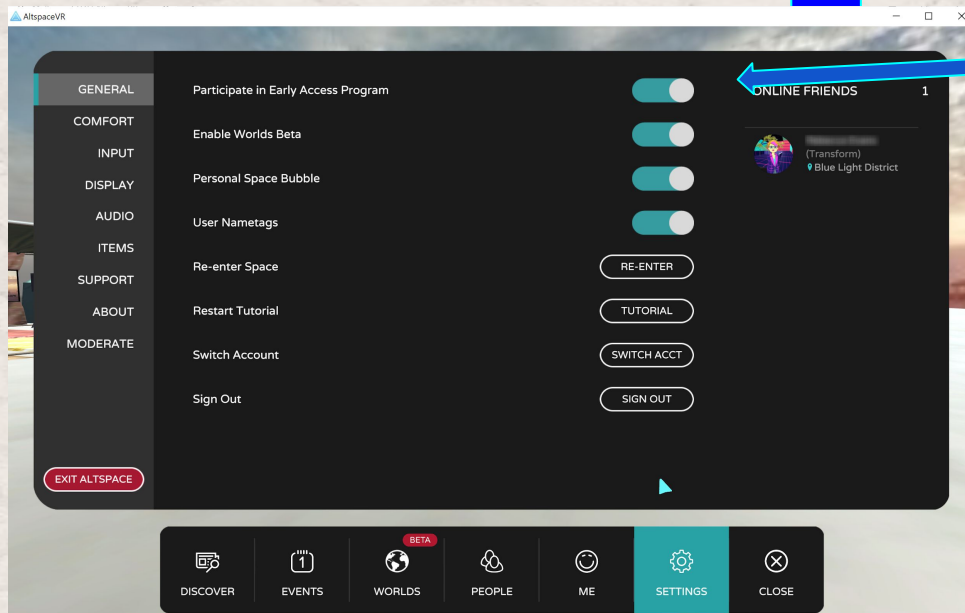 AltspaceVR
GENERAL
COMFORT
INPUT
DISPLAY
AUDIO
ITEMS
SUPPORT
ABOUT
MODERATE
EXIT ALTSPACE
Participate in Early Access Program
Enable Worlds Beta
Personal Space Bubble
User Nametags
Re-enter Space
RE-ENTER
Restart Tutorial
TUTORIAL
Switch Account
SWITCH ACCT
Sign Out
SIGN OUT
ONLINE FRIENDS 1
(Transform)
Blue Light District
BETA
1
DISCOVER
EVENTS
WORLDS
PEOPLE
ME
SETTINGS
CLOSE